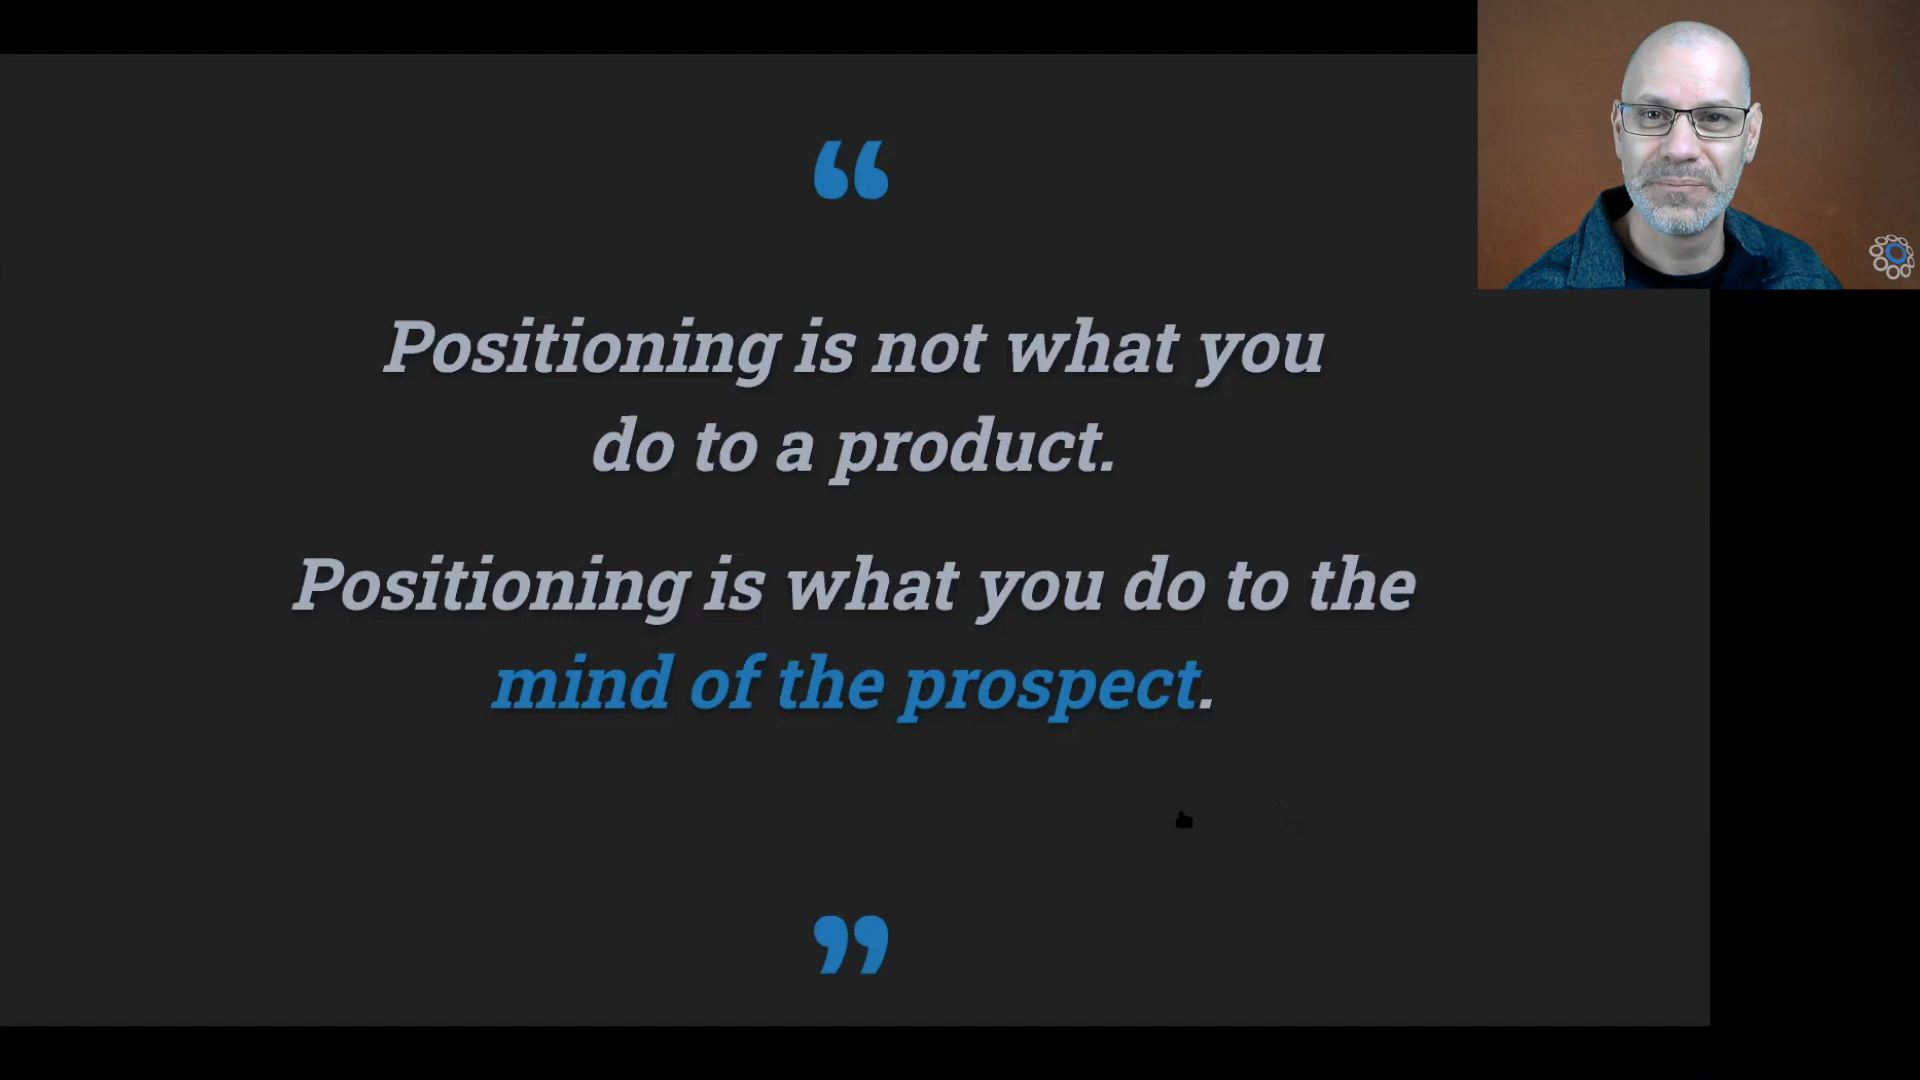 “
Positioning is not what you
do to a product.
Positioning is what you do to the
mind of the prospect.
”